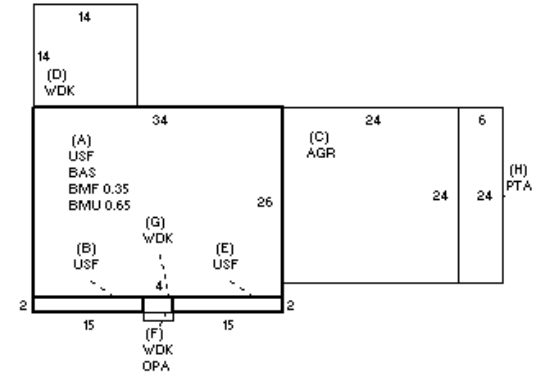 14
14
(D)
WDK
34
24
6
(A)
USF
BAS
BMF 0.35
BMU 0.65
(C)
AGR
(H)
PTA
26
24
24
(G)
WDK
(B)
USF
(E)
USF
4
2
2
15
15
(F)
WDK
OPA